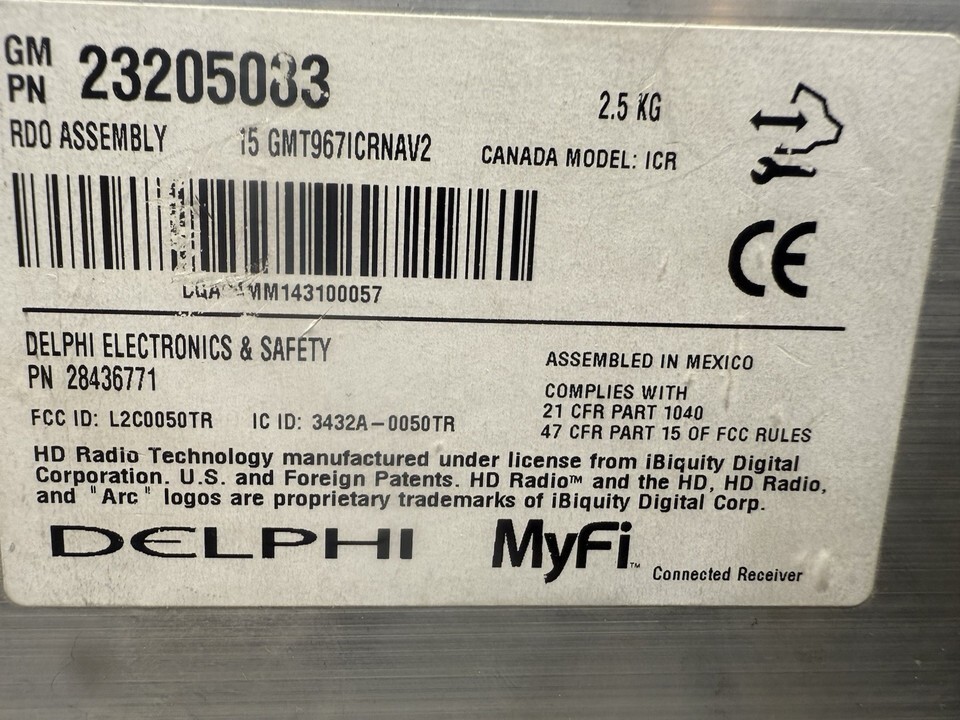 GM PN 23205033
2.5 KG
RDO ASSEMBLY 15 GMT967ICRNAV2 CANADA MODEL: ICR
CE
MM143100057
DELPHI ELECTRONICS & SAFETY
PN 28436771
ASSEMBLED IN MEXICO
COMPLIES WITH
21 CFR PART 1040
47 CFR PART 15 OF FCC RULES
FCC ID: L2C0050TR IC ID: 3432A-0050TR
HD Radio Technology manufactured under license from iBiquity Digital
Corporation. U.S. and Foreign Patents. HD Radio™ and the HD, HD Radio,
and "Arc" logos are proprietary trademarks of iBiquity Digital Corp.
DELPHI
MyFi™ Connected Receiver